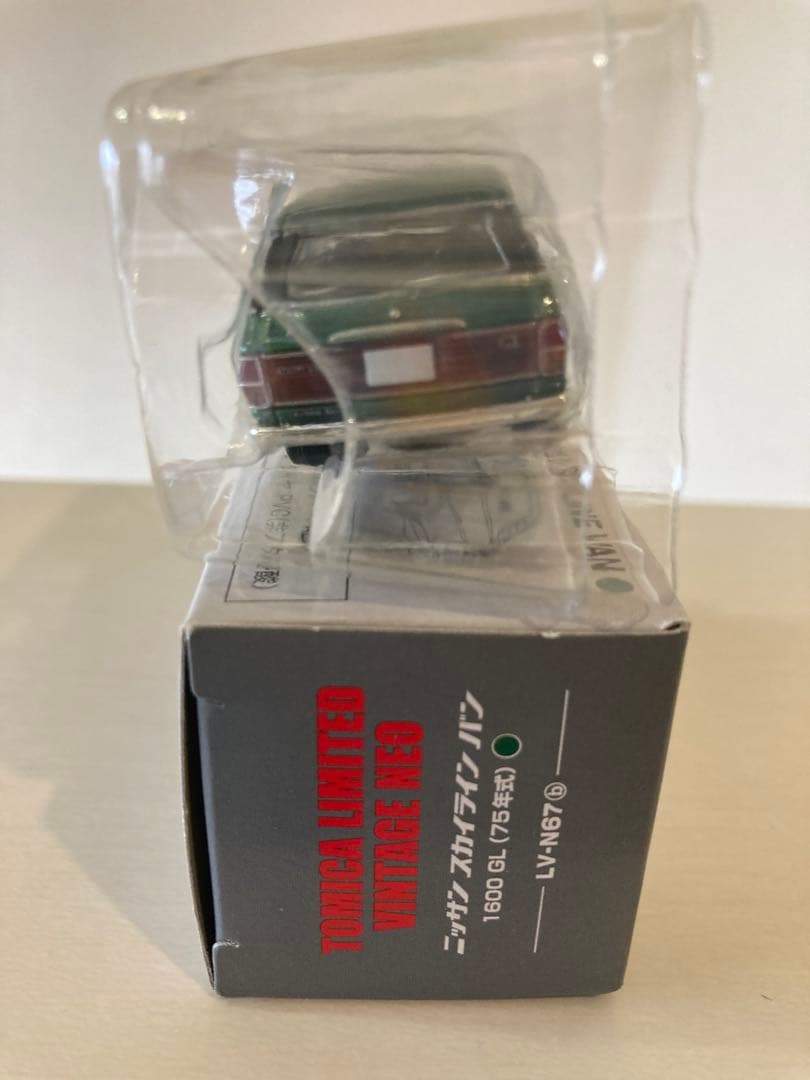 TOMICA LIMITED
VINTAGE NEO
ニッサン スカイライン バン
1600 GL (75年式)
LV-N67ⓑ
VAN